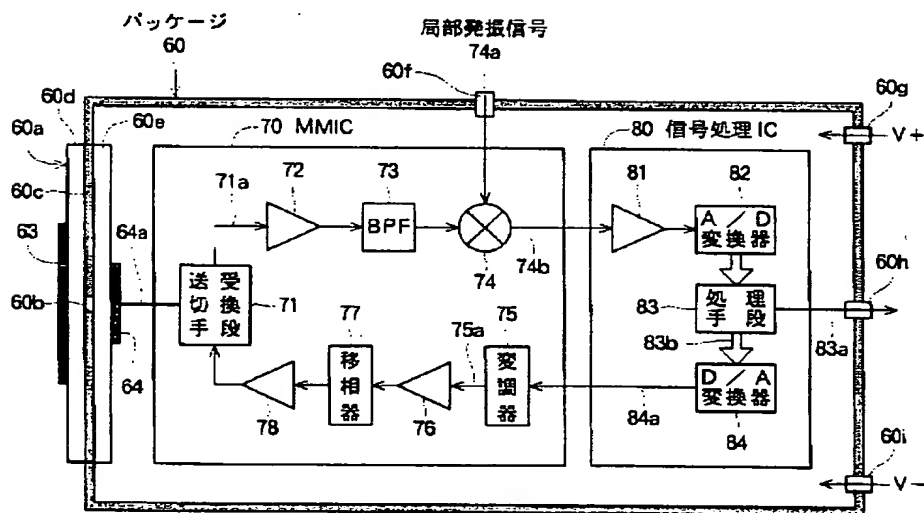 パッケージ
60
局部発振信号
74a
60f
60d
60a
60e
60c
60g
V+
70 MMIC
80 信号処理IC
71a
72
73
81
82
63
64a
BPF
A/D
変換器
60h
74
74b
60b
送受
切換
手段
71
77
75a
75
83
処理
手段
83b
83a
移相器
変調器
D/A
変換器
64
78
76
84a
84
60i
V−